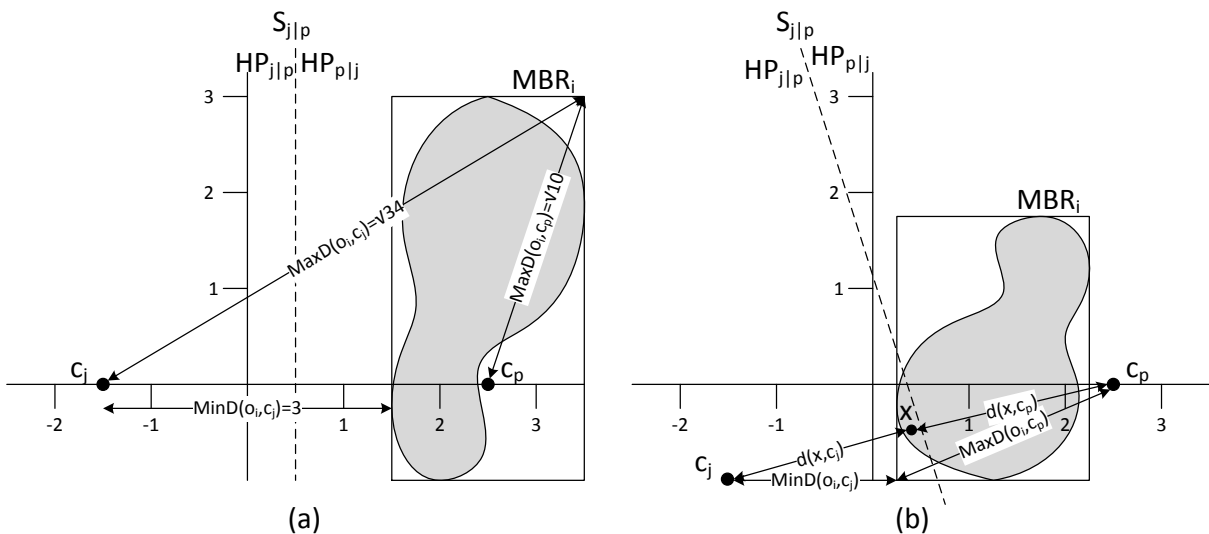 S_{j|p}
HP_{j|p} HP_{p|j}
MBR_i
3
2
1
MaxD(o_i,c_j)=√34
MaxD(o_i,c_p)=√10
c_j
c_p
MinD(o_i,c_j)=3
-2 -1 1 2 3
(a)
S_{j|p}
HP_{j|p} HP_{p|j}
3
2
MBR_i
1
c_p
x
d(x,c_p)
MaxD(o_i,c_p)
-2 -1 1 2 3
d(x,c_j)
c_j
MinD(o_i,c_j)
(b)